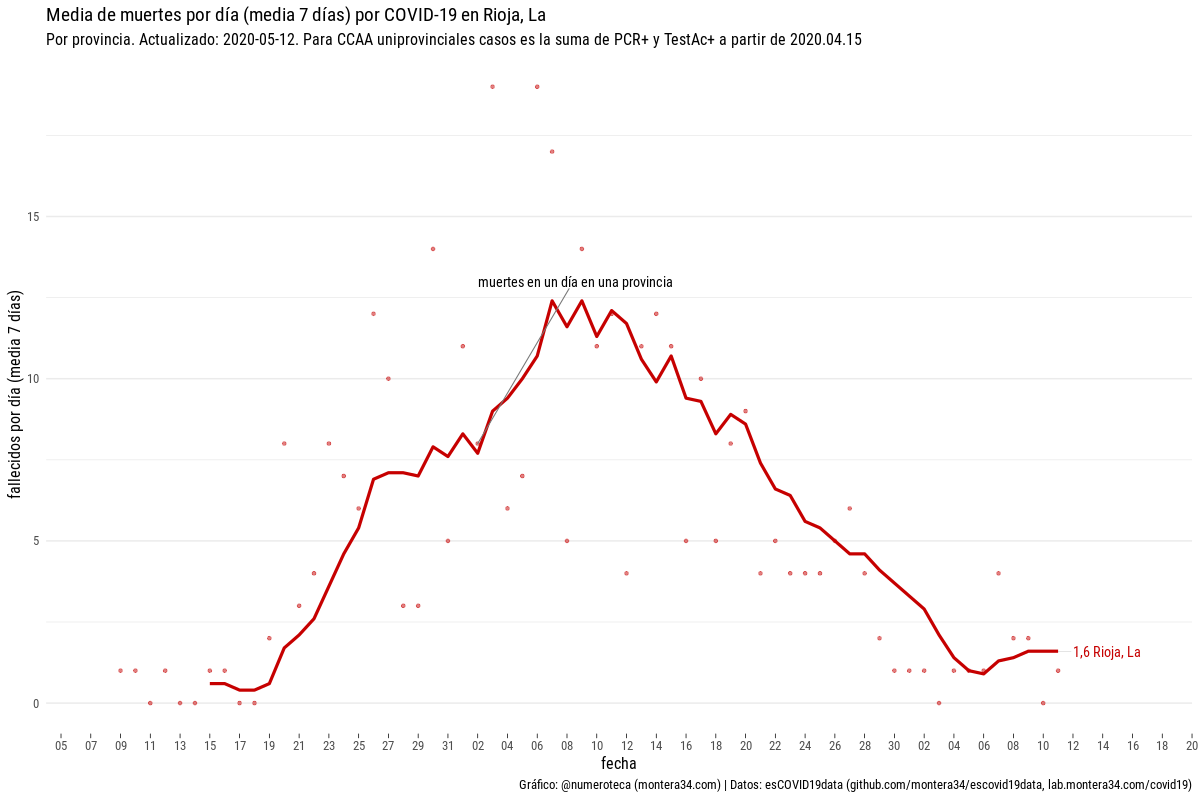 Media de muertes por día (media 7 días) por COVID-19 en Rioja, La
Por provincia. Actualizado: 2020-05-12. Para CCAA uniprovinciales casos es la suma de PCR+ y TestAc+ a partir de 2020.04.15
fallecidos por día (media 7 días)
15
10
5
0
muertes en un día en una provincia
1,6 Rioja, La
05 07 09 11 13 15 17 19 21 23 25 27 29 31 02 04 06 08 10 12 14 16 18 20 22 24 26 28 30 02 04 06 08 10 12 14 16 18 20
fecha
Gráfico: @numeroteca (montera34.com) | Datos: esCOVID19data (github.com/montera34/escovid19data, lab.montera34.com/covid19)